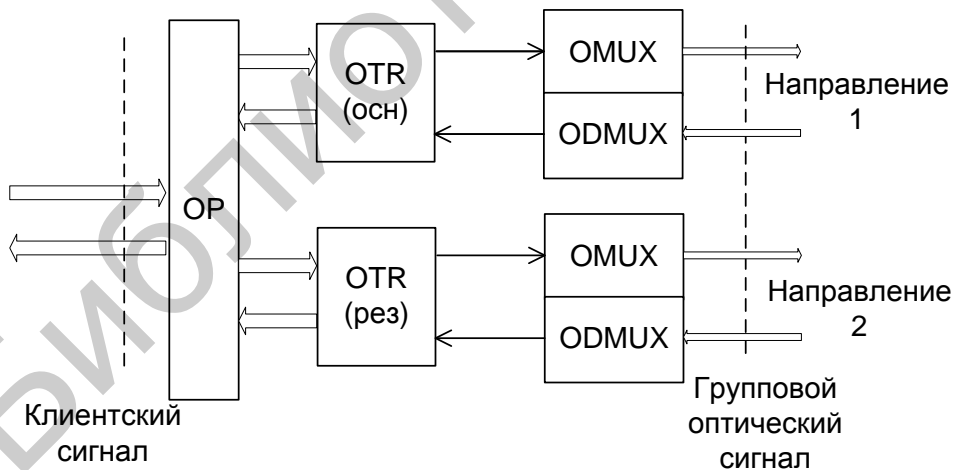 OP
OTR
(осн)
OMUX
ODMUX
Направление
1
OTR
(рез)
OMUX
ODMUX
Направление
2
Клиентский
сигнал
Групповой
оптический
сигнал